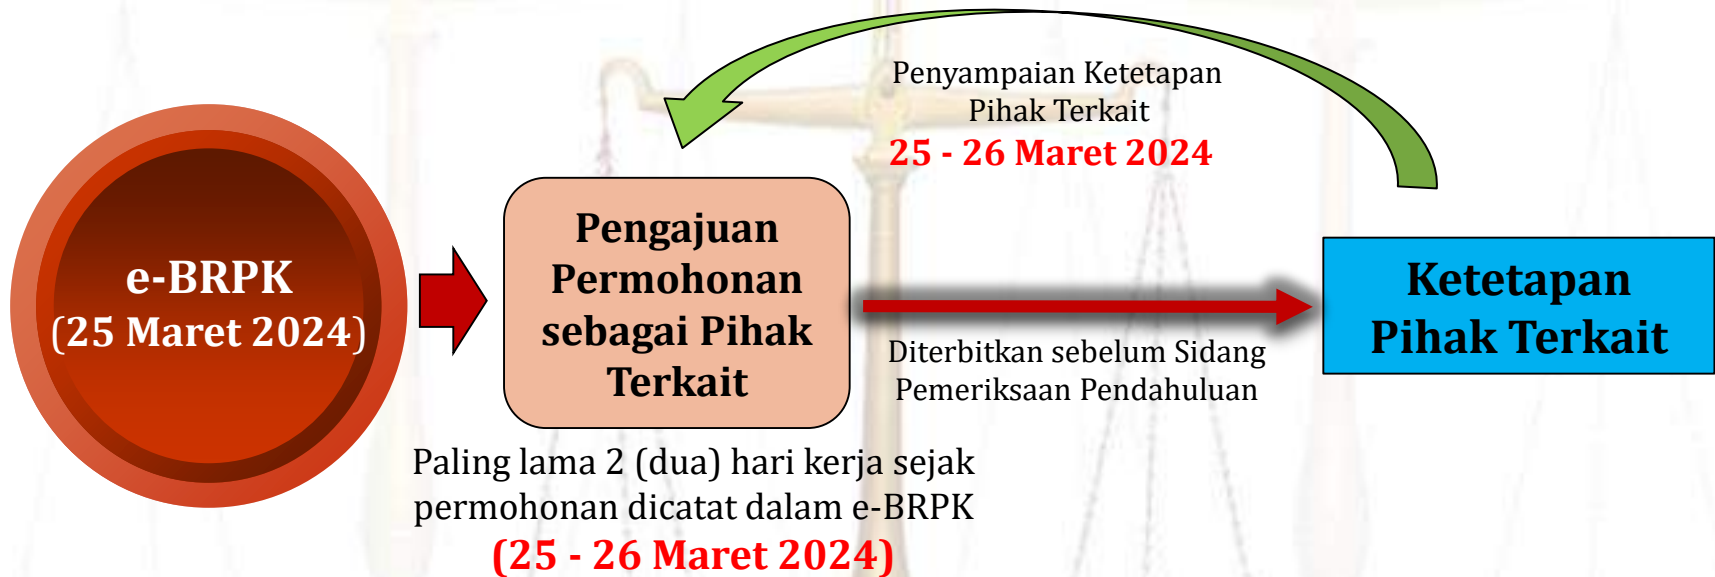 e-BRPK
(25 Maret 2024)
Pengajuan
Permohonan
sebagai Pihak
Terkait
Paling lama 2 (dua) hari kerja sejak
permohonan dicatat dalam e-BRPK
(25 - 26 Maret 2024)
Penyampaian Ketetapan
Pihak Terkait
25 - 26 Maret 2024
Diterbitkan sebelum Sidang
Pemeriksaan Pendahuluan
Ketetapan
Pihak Terkait